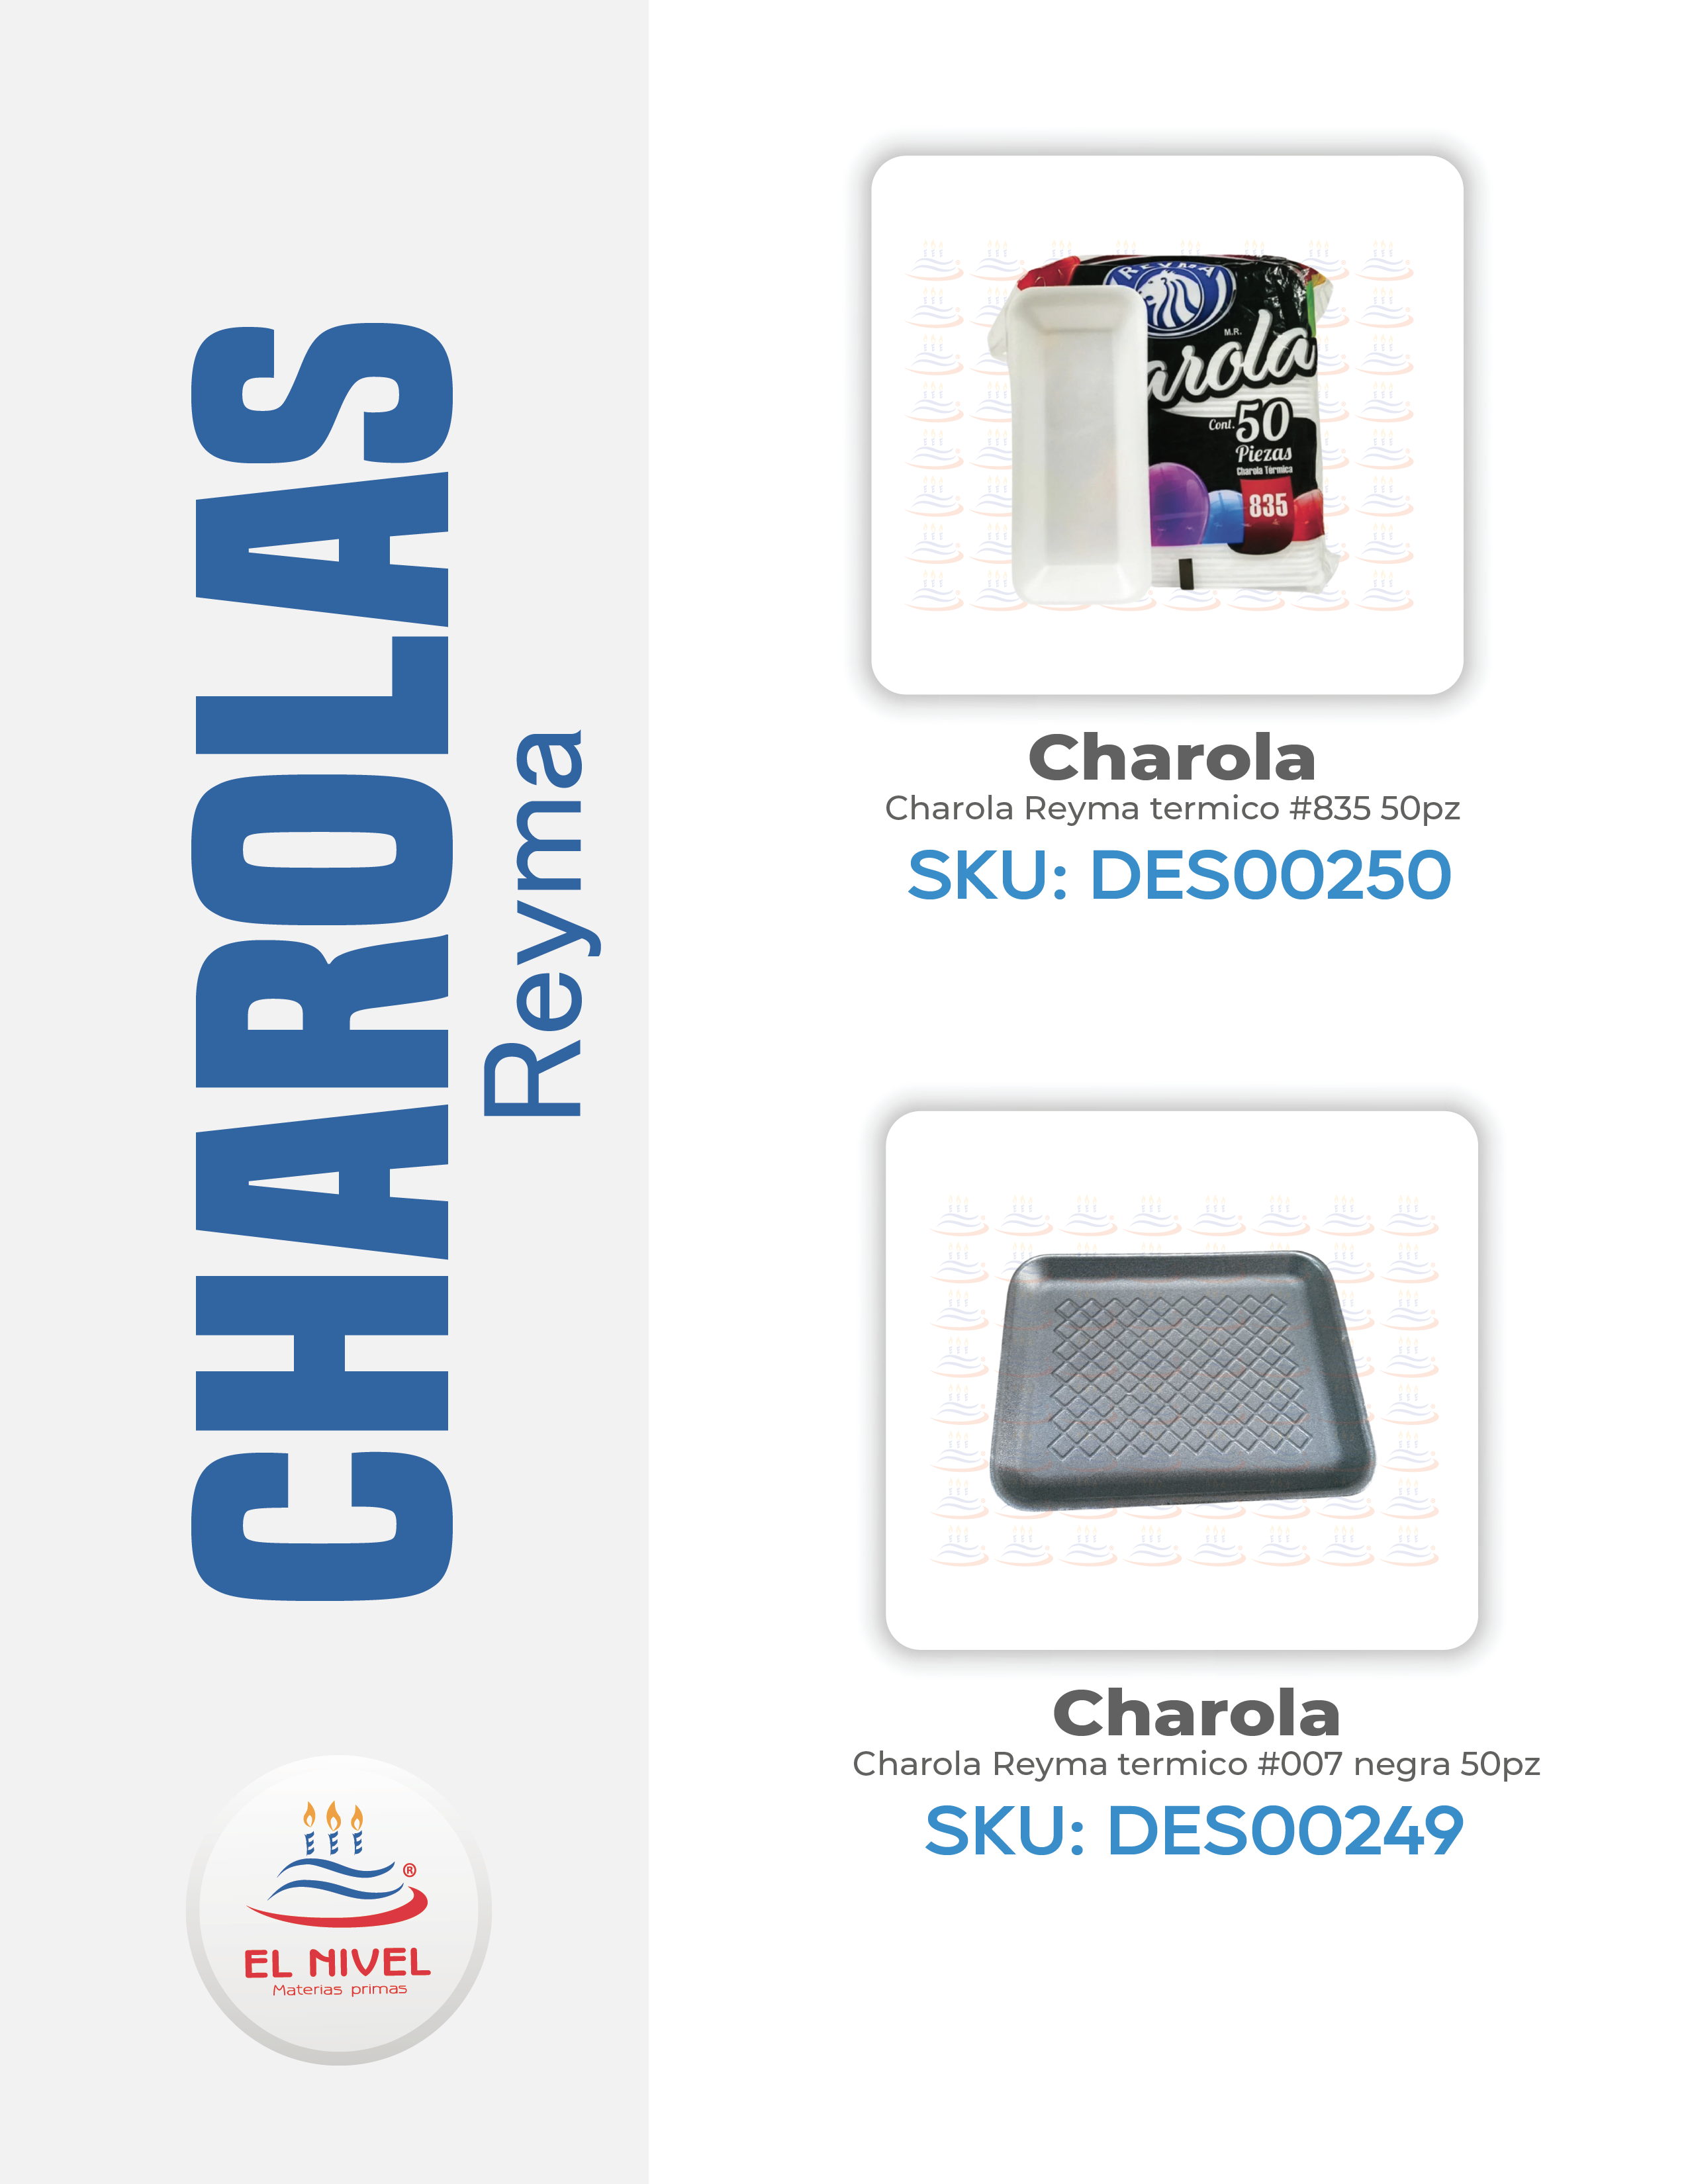 CHAROLAS
Reyma
REYMA
M.R.
arola
Cont. 50
Piezas
Charola Térmica
835
Charola
Charola Reyma termico #835 50pz
SKU: DES00250
Charola
Charola Reyma termico #007 negra 50pz
SKU: DES00249
®
EL NIVEL
Materias primas